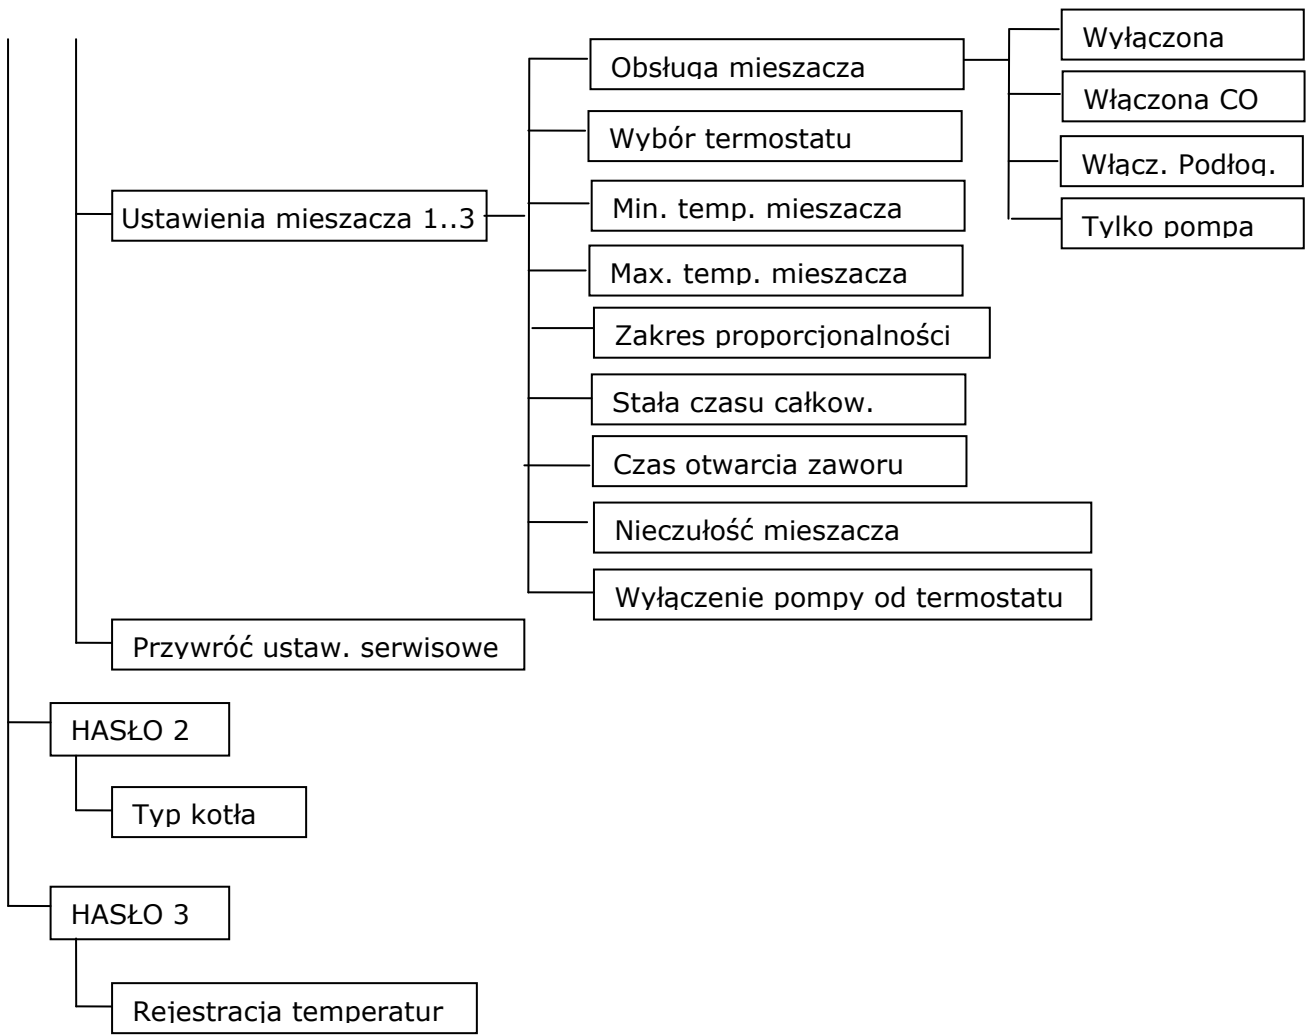 Ustawienia mieszacza 1..3
Obsługa mieszacza
Wyłączona
Włączona CO
Włącz. Podłog.
Tylko pompa
Wybór termostatu
Min. temp. mieszacza
Max. temp. mieszacza
Zakres proporcjonalności
Stała czasu całkow.
Czas otwarcia zaworu
Nieczułość mieszacza
Wyłączenie pompy od termostatu
Przywróć ustaw. serwisowe
HASŁO 2
Typ kotła
HASŁO 3
Rejestracja temperatur